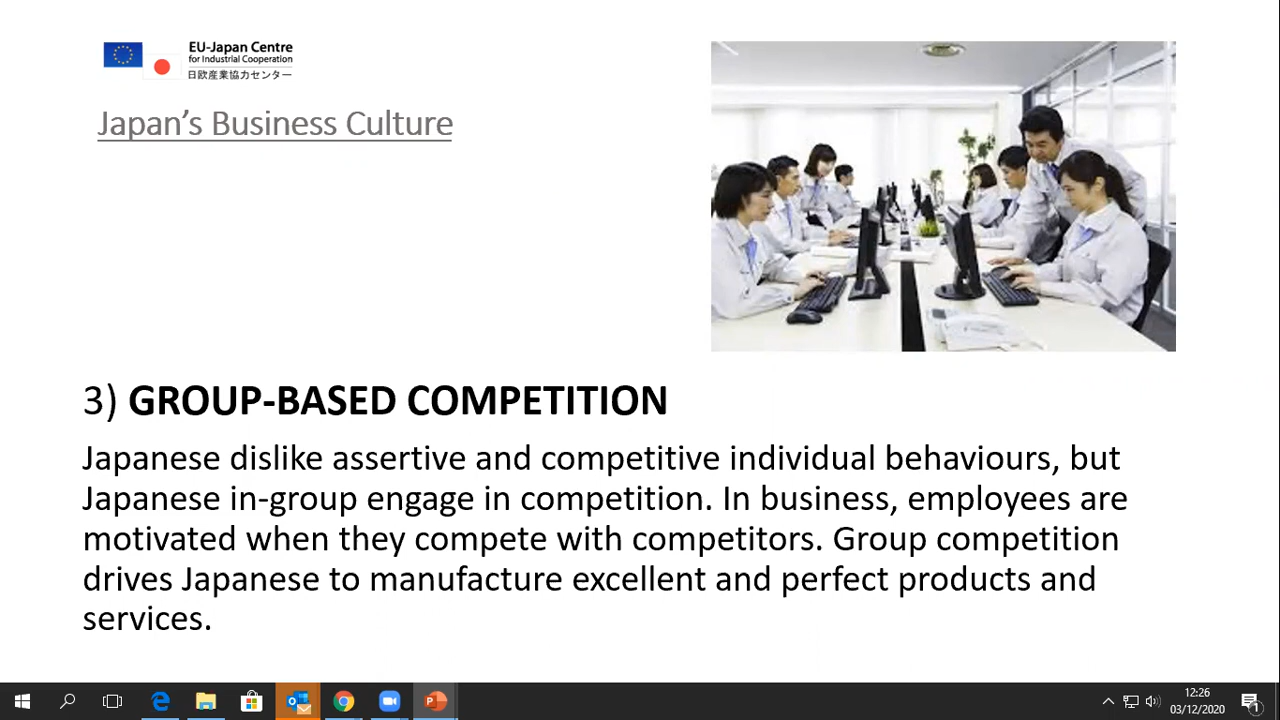 EU-Japan Centre
for Industrial Cooperation
日欧産業協力センター
Japan's Business Culture
3) GROUP-BASED COMPETITION
Japanese dislike assertive and competitive individual behaviours, but
Japanese in-group engage in competition. In business, employees are
motivated when they compete with competitors. Group competition
drives Japanese to manufacture excellent and perfect products and
services.
12:26
03/12/2020
1